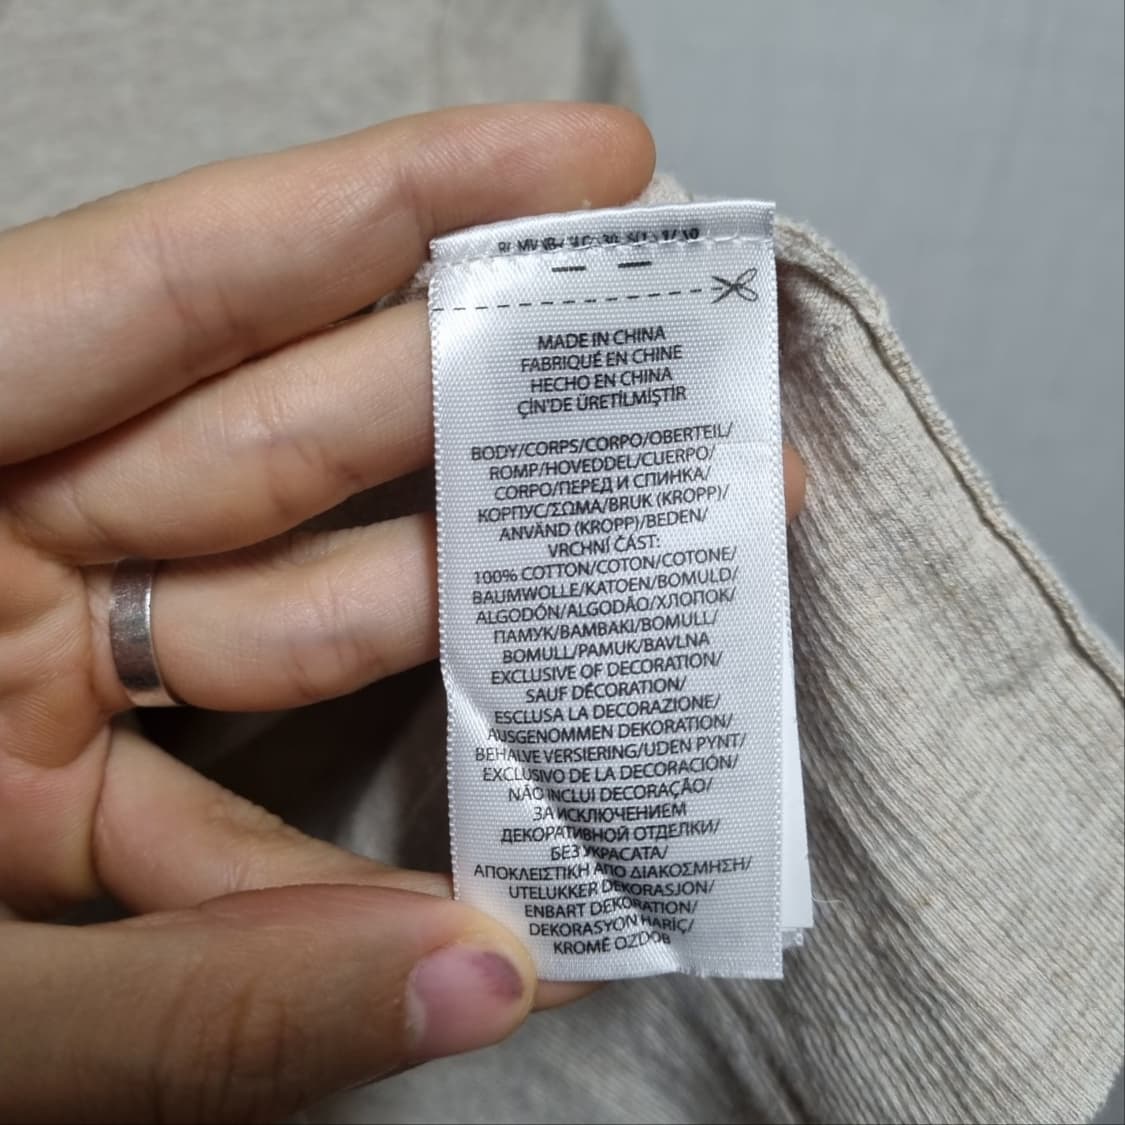 MADE IN CHINA
FABRIQUÉ EN CHINE
HECHO EN CHINA
ÇIN'DE ÜRETİLMİŞTİR
BODY/CORPS/CORPO/OBERTEIL/
ROMP/HOVEDDEL/CUERPO/
CORPO/ПЕРЕД И СПИНКА/
КОРПУС/ΣΩΜΑ/BRUK (KROPP)/
ANVÄND (KROPP)/BEDEN/
VRCHNÍ ČÁST:
100% COTTON/COTON/COTONE/
BAUMWOLLE/KATOEN/BOMULD/
ALGODÓN/ALGODÃO/ХЛОПОК/
ПАМУК/ΒΑΜΒΑΚΙ/BOMULL/
BOMULL/PAMUK/BAVLNA
EXCLUSIVE OF DECORATION/
SAUF DÉCORATION/
ESCLUSA LA DECORAZIONE/
AUSGENOMMEN DEKORATION/
BEHALVE VERSIERING/UDEN PYNT/
EXCLUSIVO DE LA DECORACIÓN/
NÃO INCLUI DECORAÇÃO/
ЗА ИСКЛЮЧЕНИЕМ
ДЕКОРАТИВНОЙ ОТДЕЛКИ/
БЕЗ УКРАСАТА/
ΑΠΟΚΛΕΙΣΤΙΚΗ ΑΠΟ ΔΙΑΚΟΣΜΗΣΗ/
UTELUKKER DEKORASJON/
ENBART DEKORATION/
DEKORASYON HARİÇ/
KROMĚ OZDOB